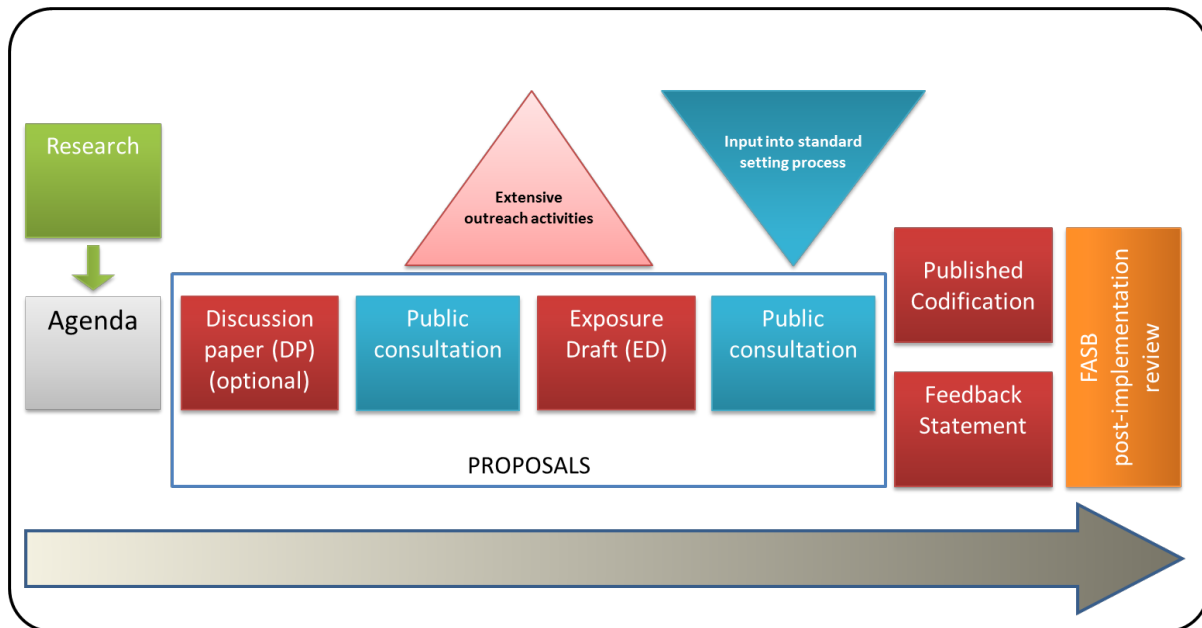 Research
Agenda
Extensive
outreach activities
Input into standard
setting process
Discussion
paper (DP)
(optional)
Public
consultation
Exposure
Draft (ED)
Public
consultation
PROPOSALS
Published
Codification
Feedback
Statement
FASB
post-implementation
review